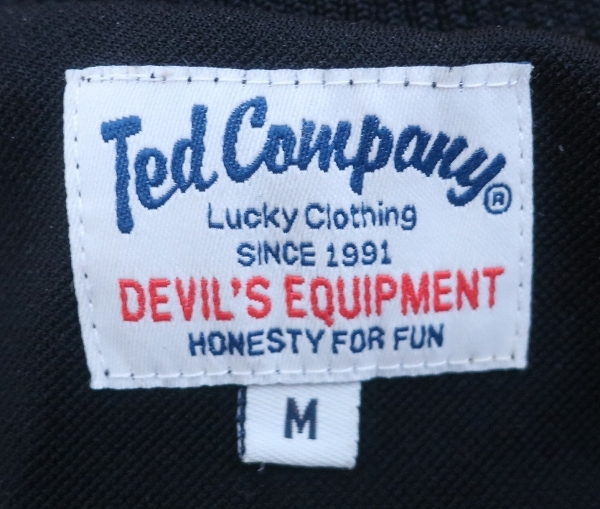 Ted Company®
Lucky Clothing
SINCE 1991
DEVIL'S EQUIPMENT
HONESTY FOR FUN
M